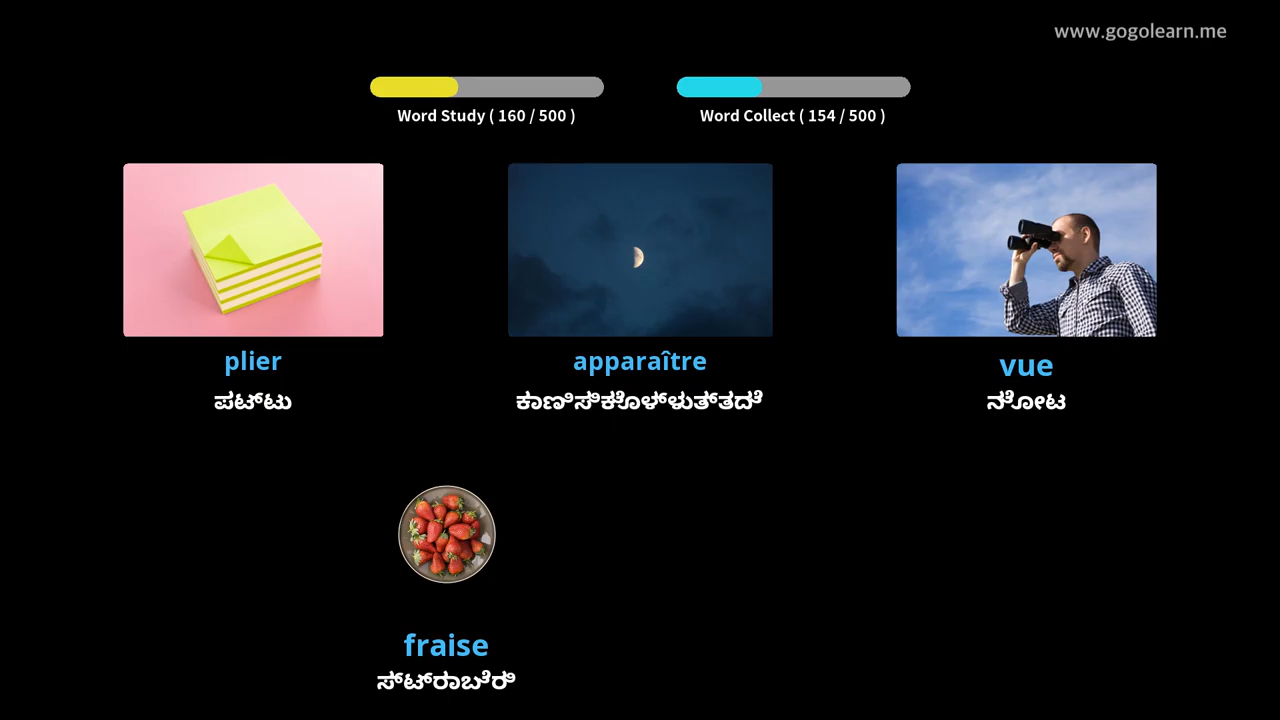 www.gogolearn.me
Word Study ( 160 / 500 )
Word Collect ( 154 / 500 )
plier
apparaître
vue
ಪಟ್ಟು
ಕಾಣಿಸಿಕೊಳ್ಳುತ್ತದೆ
ನೋಟ
fraise
ಸ್ಟ್ರಾಬೆರಿ